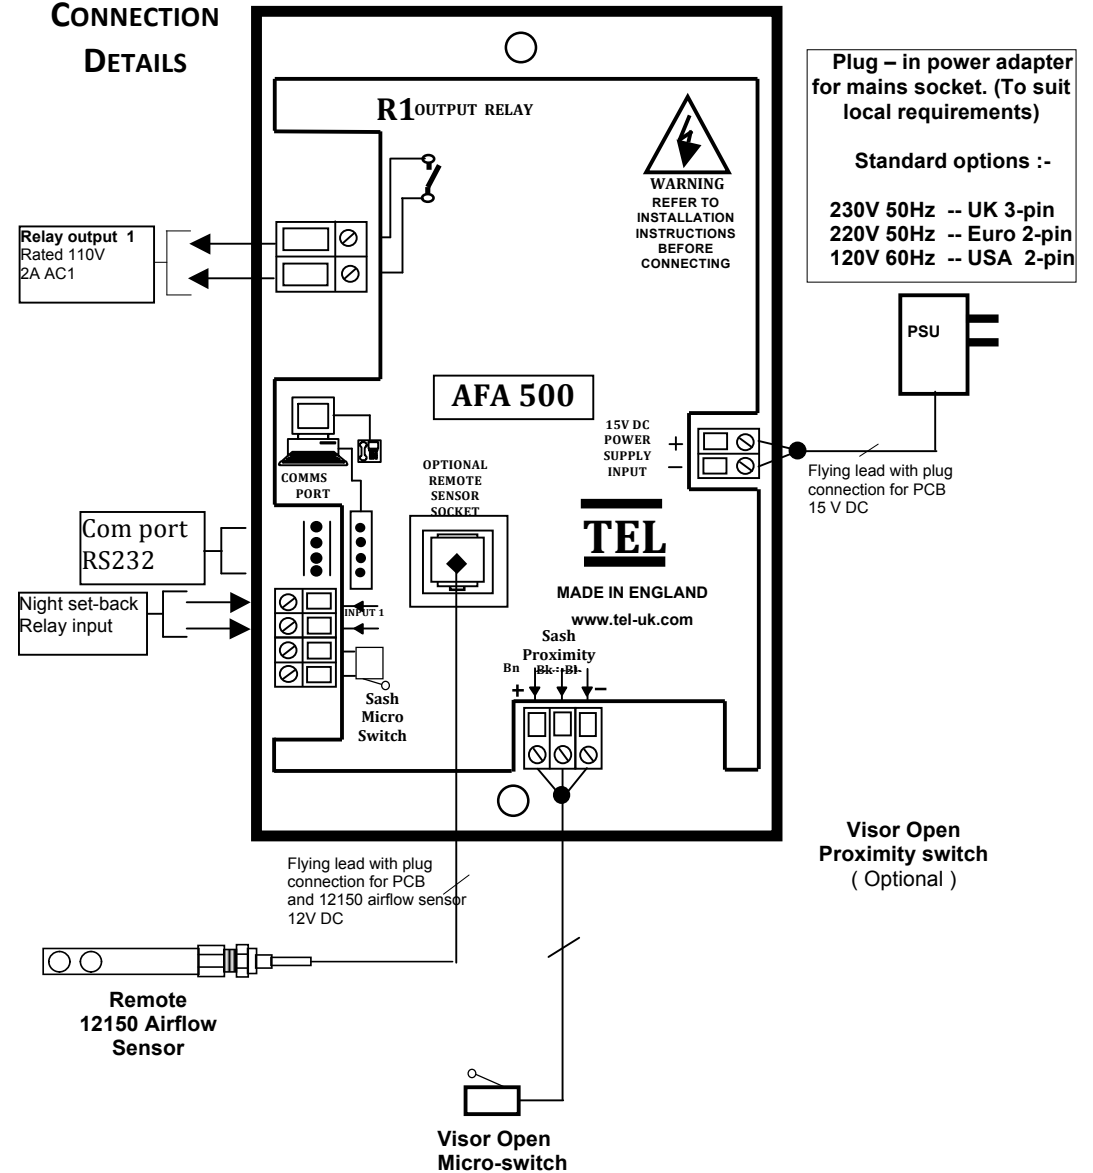 CONNECTION
DETAILS
R1 OUTPUT RELAY
WARNING
REFER TO
INSTALLATION
INSTRUCTIONS
BEFORE
CONNECTING
Plug – in power adapter
for mains socket. (To suit
local requirements)
Standard options :-
230V 50Hz -- UK 3-pin
220V 50Hz -- Euro 2-pin
120V 60Hz -- USA 2-pin
Relay output 1
Rated 110V
2A AC1
PSU
AFA 500
15V DC
POWER
SUPPLY
INPUT
+
–
Flying lead with plug
connection for PCB
15 V DC
COMMS
PORT
OPTIONAL
REMOTE
SENSOR
SOCKET
Com port
RS232
TEL
MADE IN ENGLAND
www.tel-uk.com
Night set-back
Relay input
INPUT 1
Sash
Micro
Switch
Sash
Proximity
Bn Bk Bl
+ –
Visor Open
Proximity switch
( Optional )
Flying lead with plug
connection for PCB
and 12150 airflow sensor
12V DC
Remote
12150 Airflow
Sensor
Visor Open
Micro-switch